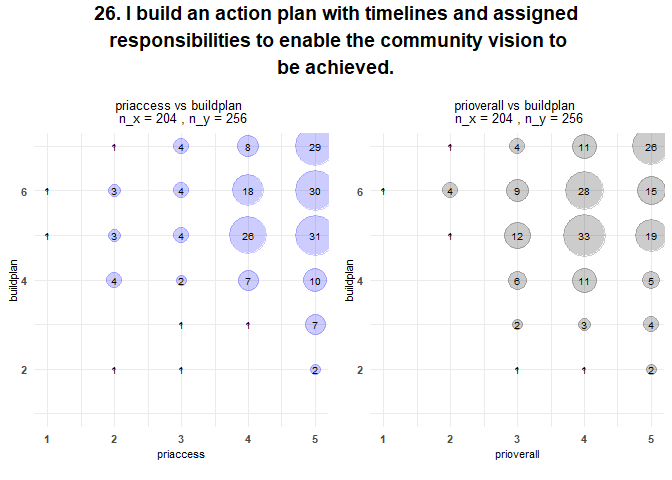 26. I build an action plan with timelines and assigned
responsibilities to enable the community vision to
be achieved.
priaccess vs buildplan
n_x = 204 , n_y = 256
1 4 8 29
6 1 3 4 18 30
1 3 4 26 31
4 4 2 7 10
1 1 7
2 1 1 2
buildplan
1 2 3 4 5
priaccess
prioverall vs buildplan
n_x = 204 , n_y = 256
1 4 11 26
6 1 4 9 28 15
1 12 33 19
4 6 11 5
2 3 4
2 1 1 2
buildplan
1 2 3 4 5
prioverall